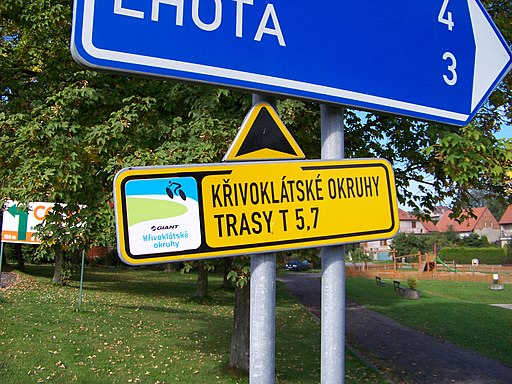 LHOTA
4
3
KŘIVOKLÁTSKÉ OKRUHY
TRASY T 5,7
GIANT
Křivoklátské
okruhy